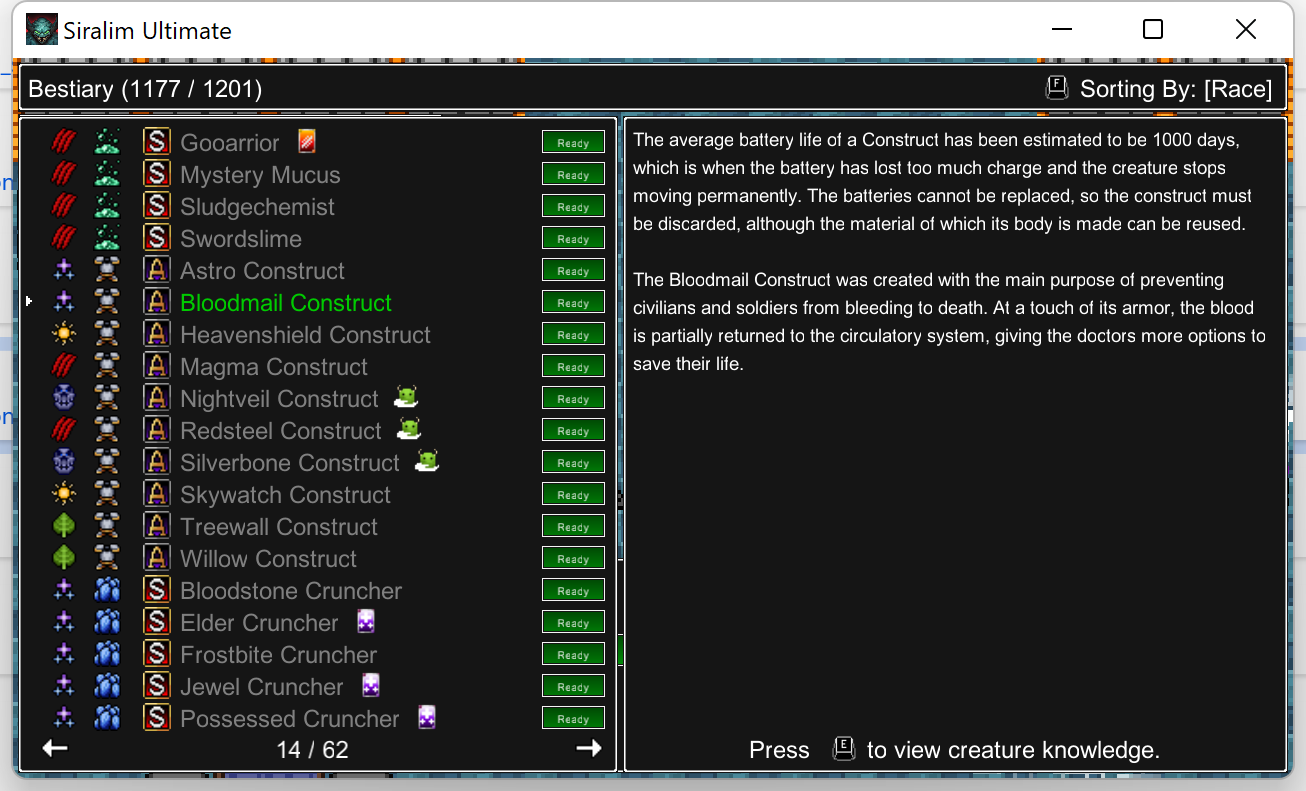 Siralim Ultimate
Bestiary (1177 / 1201)
F
Sorting By: [Race]
S Gooarrior Ready
S Mystery Mucus Ready
S Sludgechemist Ready
S Swordslime Ready
A Astro Construct Ready
A Bloodmail Construct Ready
A Heavenshield Construct Ready
A Magma Construct Ready
A Nightveil Construct Ready
A Redsteel Construct Ready
A Silverbone Construct Ready
A Skywatch Construct Ready
A Treewall Construct Ready
A Willow Construct Ready
S Bloodstone Cruncher Ready
S Elder Cruncher Ready
S Frostbite Cruncher Ready
S Jewel Cruncher Ready
S Possessed Cruncher Ready
14 / 62
The average battery life of a Construct has been estimated to be 1000 days,
which is when the battery has lost too much charge and the creature stops
moving permanently. The batteries cannot be replaced, so the construct must
be discarded, although the material of which its body is made can be reused.
The Bloodmail Construct was created with the main purpose of preventing
civilians and soldiers from bleeding to death. At a touch of its armor, the blood
is partially returned to the circulatory system, giving the doctors more options to
save their life.
Press E to view creature knowledge.